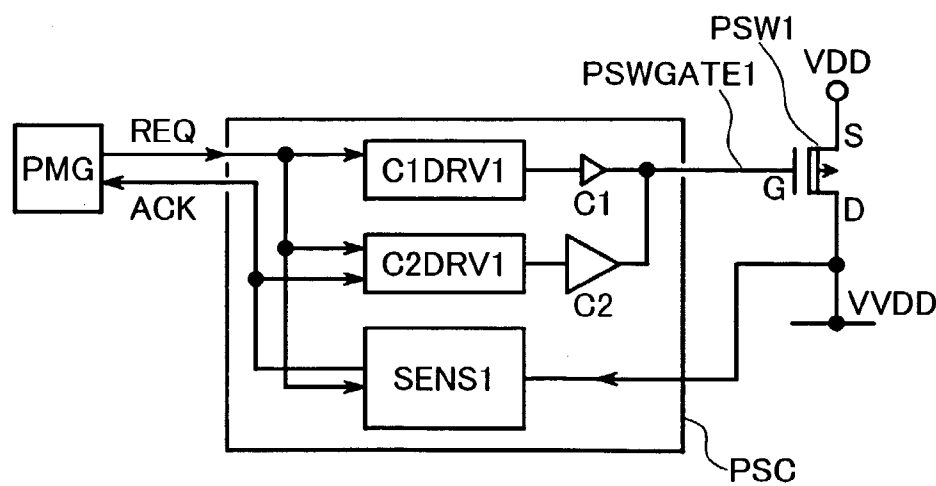 PSW1
VDD
PSWGATE1
REQ
S
PMG
C1DRV1
C1
G
D
ACK
C2DRV1
C2
VVDD
SENS1
PSC